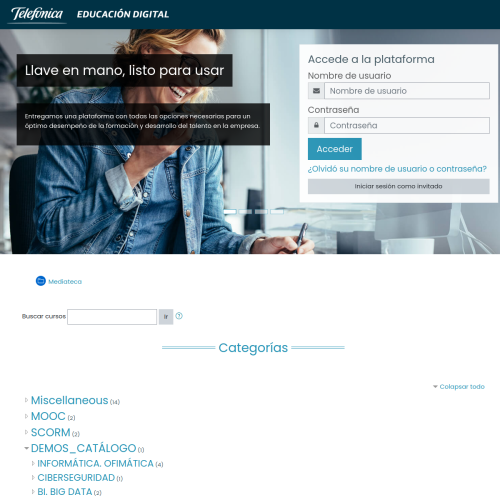 Telefónica EDUCACIÓN DIGITAL
Llave en mano, listo para usar
Entregamos una plataforma con todas las opciones necesarias para un
óptimo desempeño de la formación y desarrollo del talento en la empresa.
Accede a la plataforma
Nombre de usuario
Nombre de usuario
Contraseña
Contraseña
Acceder
¿Olvidó su nombre de usuario o contraseña?
Iniciar sesión como invitado
Mediateca
Buscar cursos Ir
Categorías
Colapsar todo
Miscellaneous (14)
MOOC (2)
SCORM (2)
DEMOS_CATÁLOGO (1)
INFORMÁTICA. OFIMÁTICA (4)
CIBERSEGURIDAD (1)
BI. BIG DATA (2)